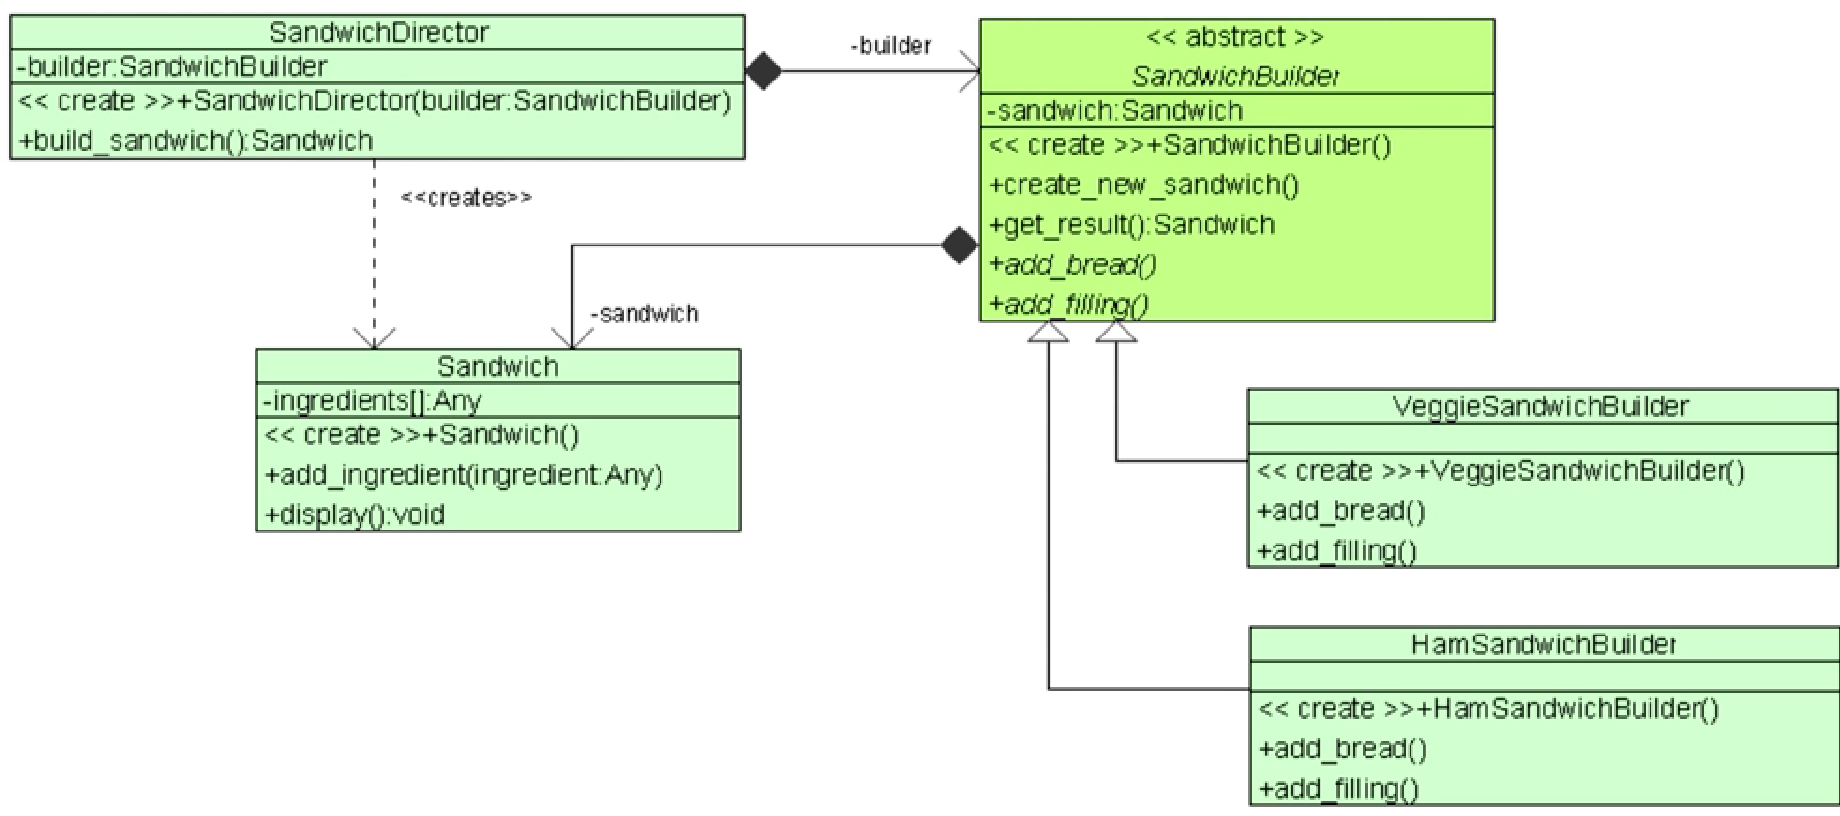 SandwichDirector
-builder:SandwichBuilder
<< create >>+SandwichDirector(builder:SandwichBuilder)
+build_sandwich():Sandwich
-builder
<< abstract >>
SandwichBuilder
-sandwich:Sandwich
<< create >>+SandwichBuilder()
+create_new_sandwich()
+get_result():Sandwich
+add_bread()
+add_filling()
<<creates>>
-sandwich
Sandwich
-ingredients[]:Any
<< create >>+Sandwich()
+add_ingredient(ingredient:Any)
+display():void
VeggieSandwichBuilder
<< create >>+VeggieSandwichBuilder()
+add_bread()
+add_filling()
HamSandwichBuilder
<< create >>+HamSandwichBuilder()
+add_bread()
+add_filling()